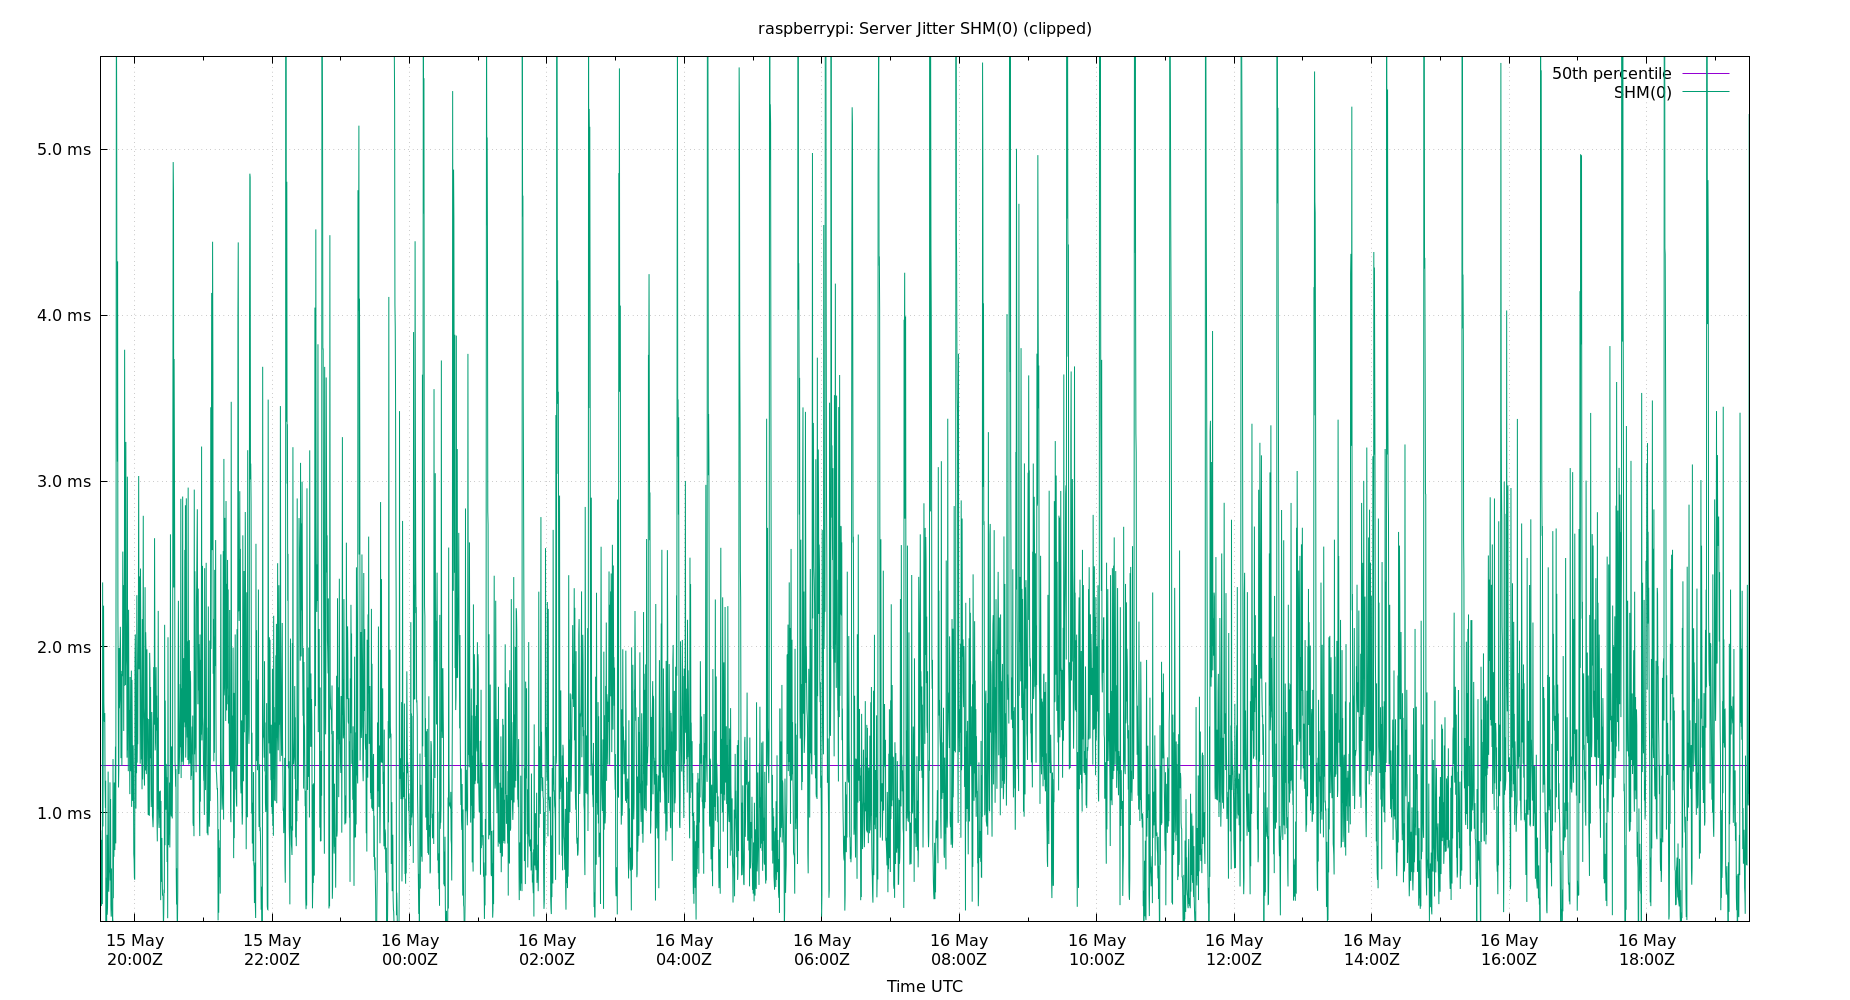 raspberrypi: Server Jitter SHM(0) (clipped)
50th percentile
SHM(0)
5.0 ms
4.0 ms
3.0 ms
2.0 ms
1.0 ms
15 May 15 May 16 May 16 May 16 May 16 May 16 May 16 May 16 May 16 May 16 May 16 May
20:00Z 22:00Z 00:00Z 02:00Z 04:00Z 06:00Z 08:00Z 10:00Z 12:00Z 14:00Z 16:00Z 18:00Z
Time UTC